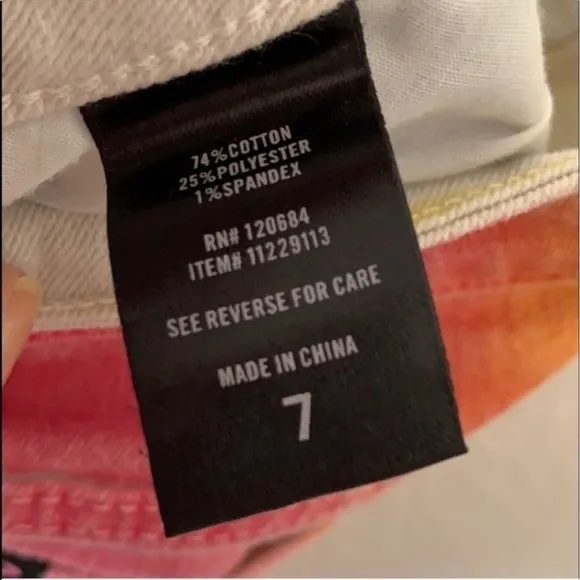 74%COTTON
25%POLYESTER
1%SPANDEX
RN# 120684
ITEM# 11229113
SEE REVERSE FOR CARE
MADE IN CHINA
7